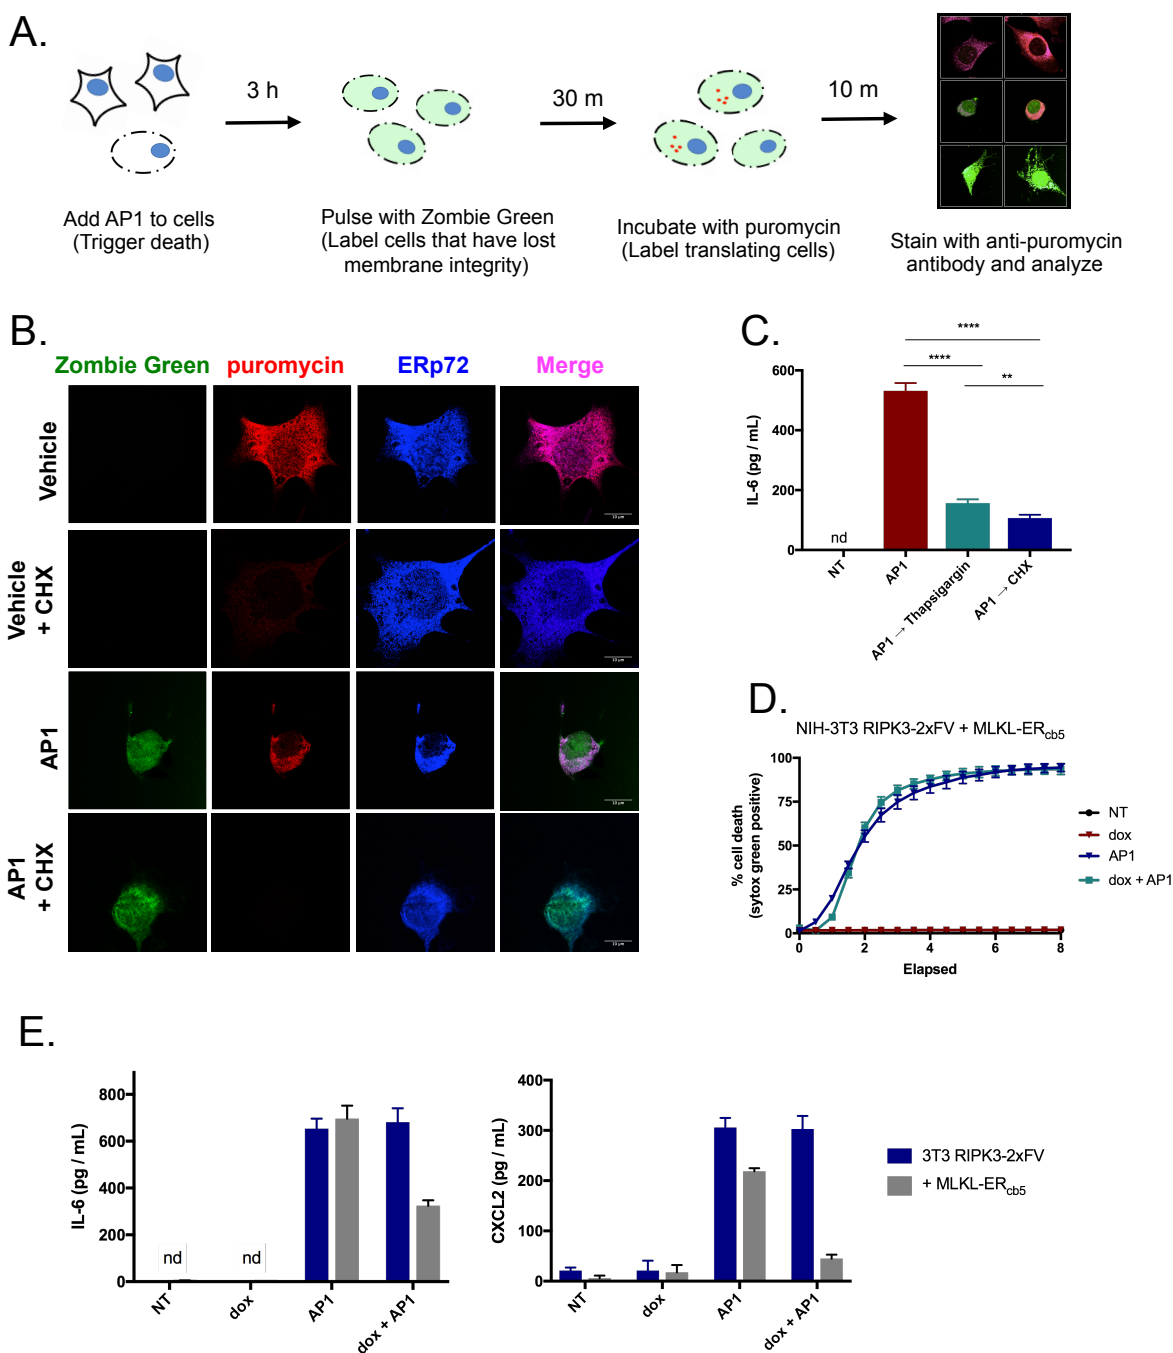 A.
3 h
30 m
10 m
Add AP1 to cells
(Trigger death)
Pulse with Zombie Green
(Label cells that have lost
membrane integrity)
Incubate with puromycin
(Label translating cells)
Stain with anti-puromycin
antibody and analyze
B.
Zombie Green puromycin ERp72 Merge
Vehicle
Vehicle
+ CHX
AP1
AP1
+ CHX
10 µm
10 µm
10 µm
C.
****
****
**
IL-6 (pg / mL)
600
400
200
0
nd
NT
AP1
AP1 → Thapsigargin
AP1 → CHX
D.
NIH-3T3 RIPK3-2xFV + MLKL-ERcb5
% cell death
(sytox green positive)
100
75
50
25
0
0 2 4 6 8
Elapsed
NT
dox
AP1
dox + AP1
E.
IL-6 (pg / mL)
800
600
400
200
0
nd nd
NT
dox
AP1
dox + AP1
CXCL2 (pg / mL)
400
300
200
100
0
NT
dox
AP1
dox + AP1
3T3 RIPK3-2xFV
+ MLKL-ERcb5